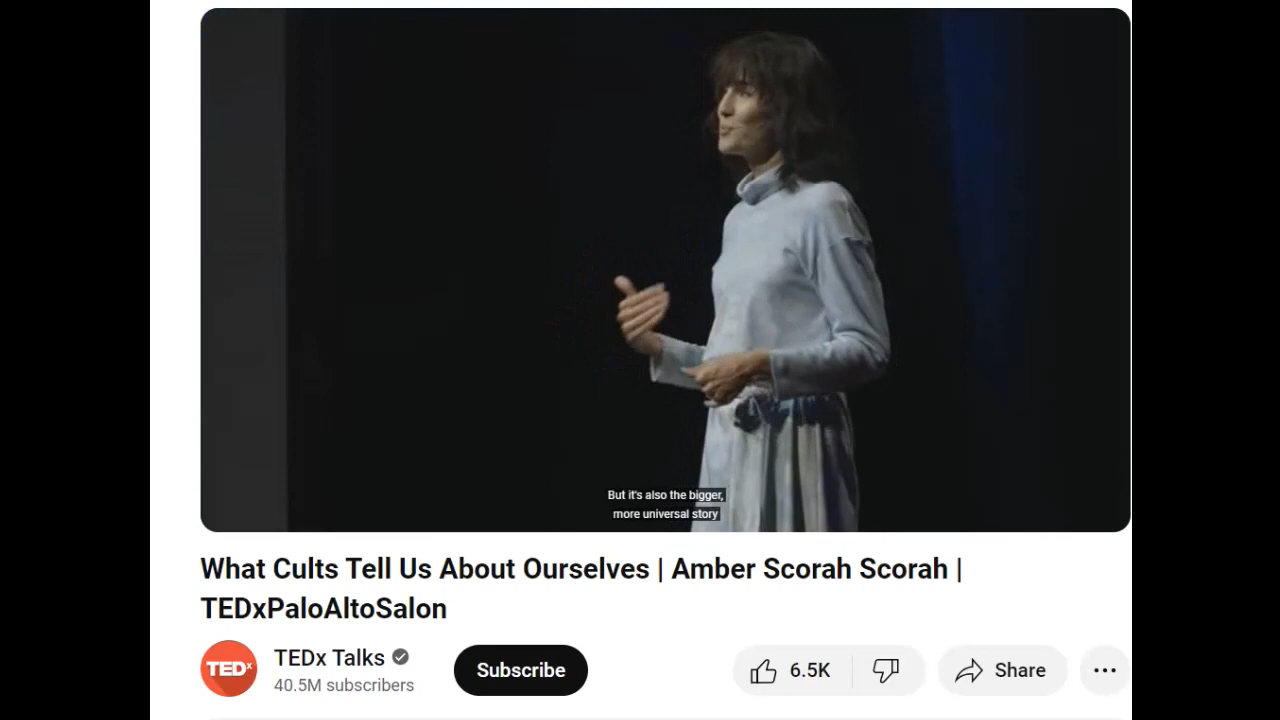 But it's also the bigger,
more universal story
What Cults Tell Us About Ourselves | Amber Scorah Scorah |
TEDxPaloAltoSalon
TEDx
TEDx Talks
40.5M subscribers
Subscribe
6.5K
Share